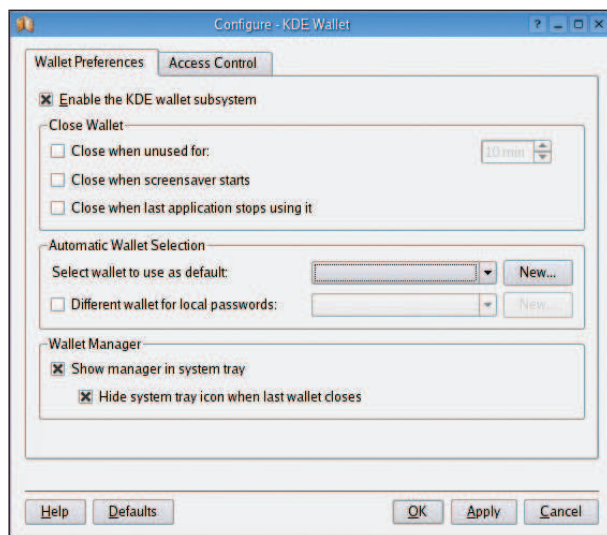 Configure - KDE Wallet
Wallet Preferences
Access Control
Enable the KDE wallet subsystem
Close Wallet
Close when unused for:
10 min
Close when screensaver starts
Close when last application stops using it
Automatic Wallet Selection
Select wallet to use as default:
New...
Different wallet for local passwords:
New...
Wallet Manager
Show manager in system tray
Hide system tray icon when last wallet closes
Help
Defaults
OK
Apply
Cancel